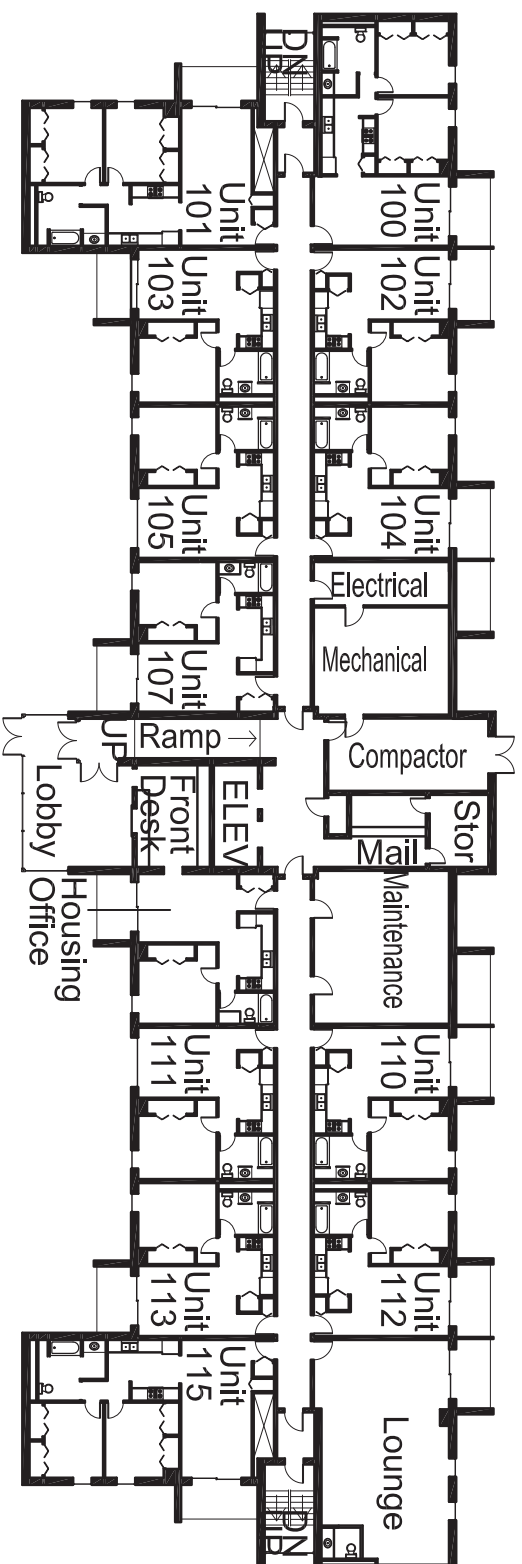 DN
UP
Unit
100
Unit
101
Unit
102
Unit
103
Unit
104
Unit
105
Electrical
Mechanical
Unit
107
Ramp →
UP
Compactor
Lobby
Front
Desk
ELEV
Mail
Stor
Housing
Office
Maintenance
Unit
110
Unit
111
Unit
112
Unit
113
Unit
115
Lounge
DN
UP